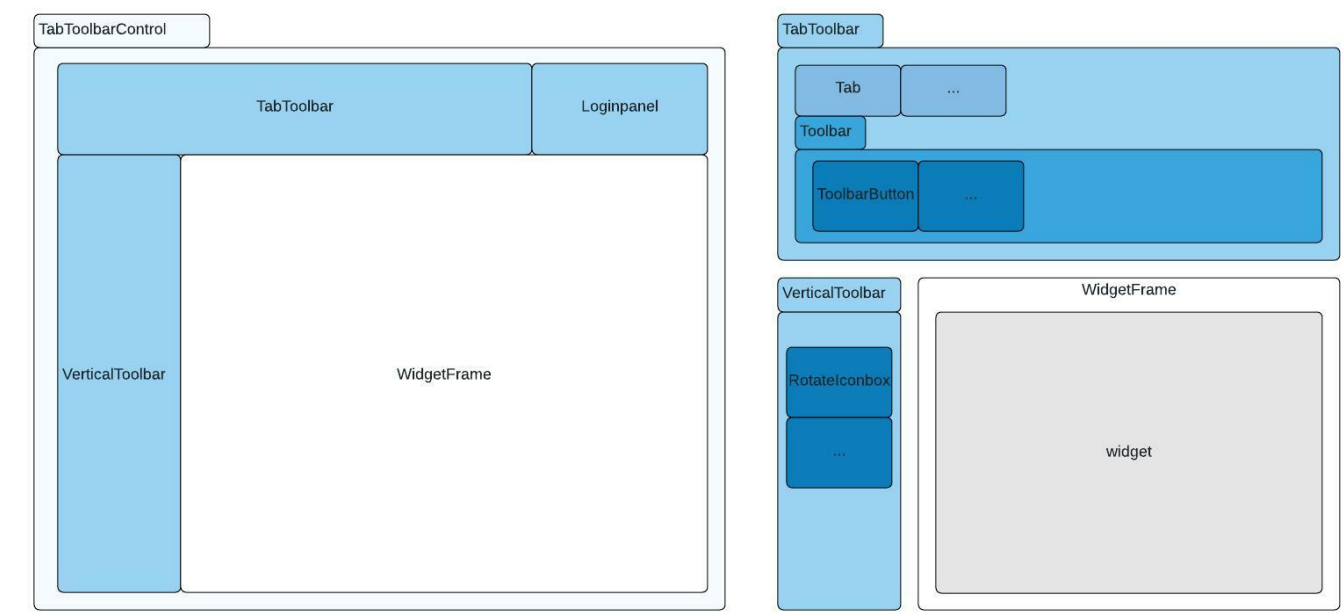 TabToolbarControl
TabToolbar
Loginpanel
VerticalToolbar
WidgetFrame
TabToolbar
Tab
...
Toolbar
ToolbarButton
...
VerticalToolbar
RotateIconbox
...
WidgetFrame
widget